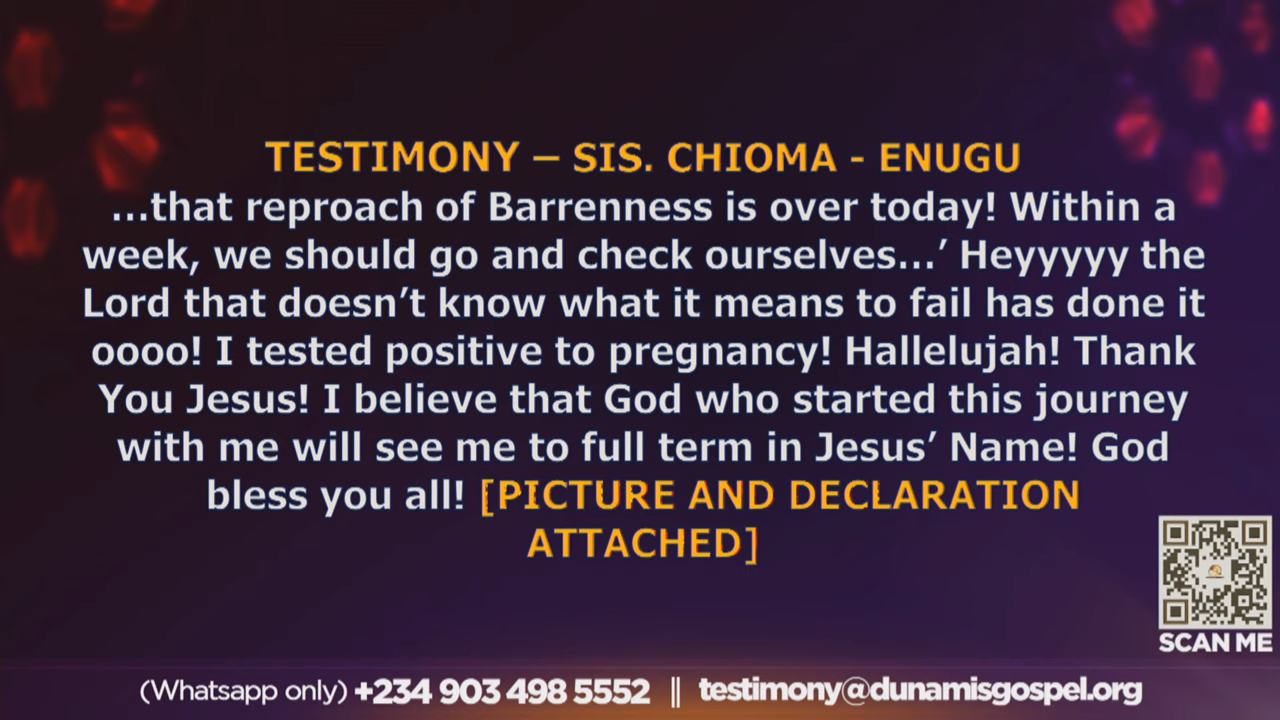 TESTIMONY – SIS. CHIOMA - ENUGU
...that reproach of Barrenness is over today! Within a
week, we should go and check ourselves...’ Heyyyyy the
Lord that doesn’t know what it means to fail has done it
oooo! I tested positive to pregnancy! Hallelujah! Thank
You Jesus! I believe that God who started this journey
with me will see me to full term in Jesus’ Name! God
bless you all! [PICTURE AND DECLARATION
ATTACHED]
SCAN ME
(Whatsapp only) +234 903 498 5552 || testimony@dunamisgospel.org